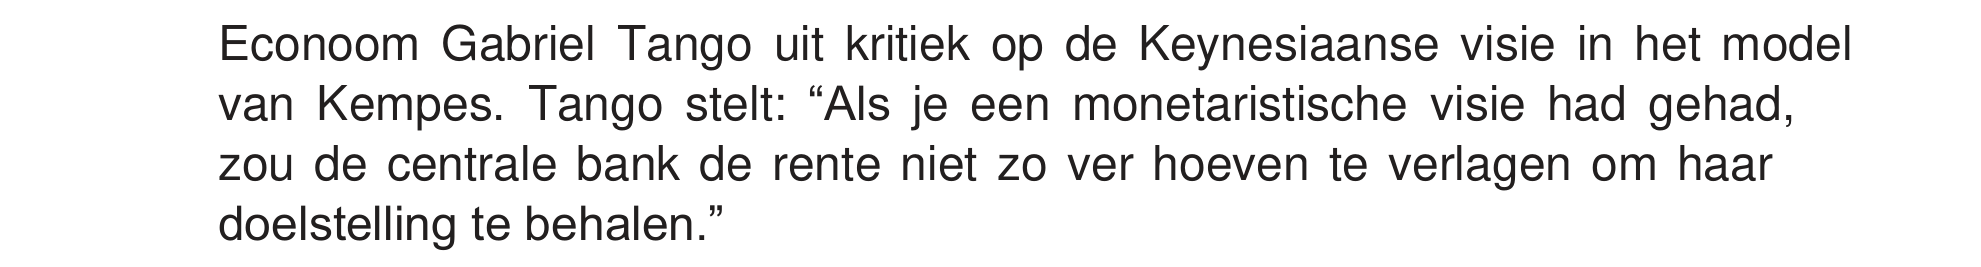 Econoom Gabriel Tango uit kritiek op de Keynesiaanse visie in het model
van Kempes. Tango stelt: “Als je een monetaristische visie had gehad,
zou de centrale bank de rente niet zo ver hoeven te verlagen om haar
doelstelling te behalen.”